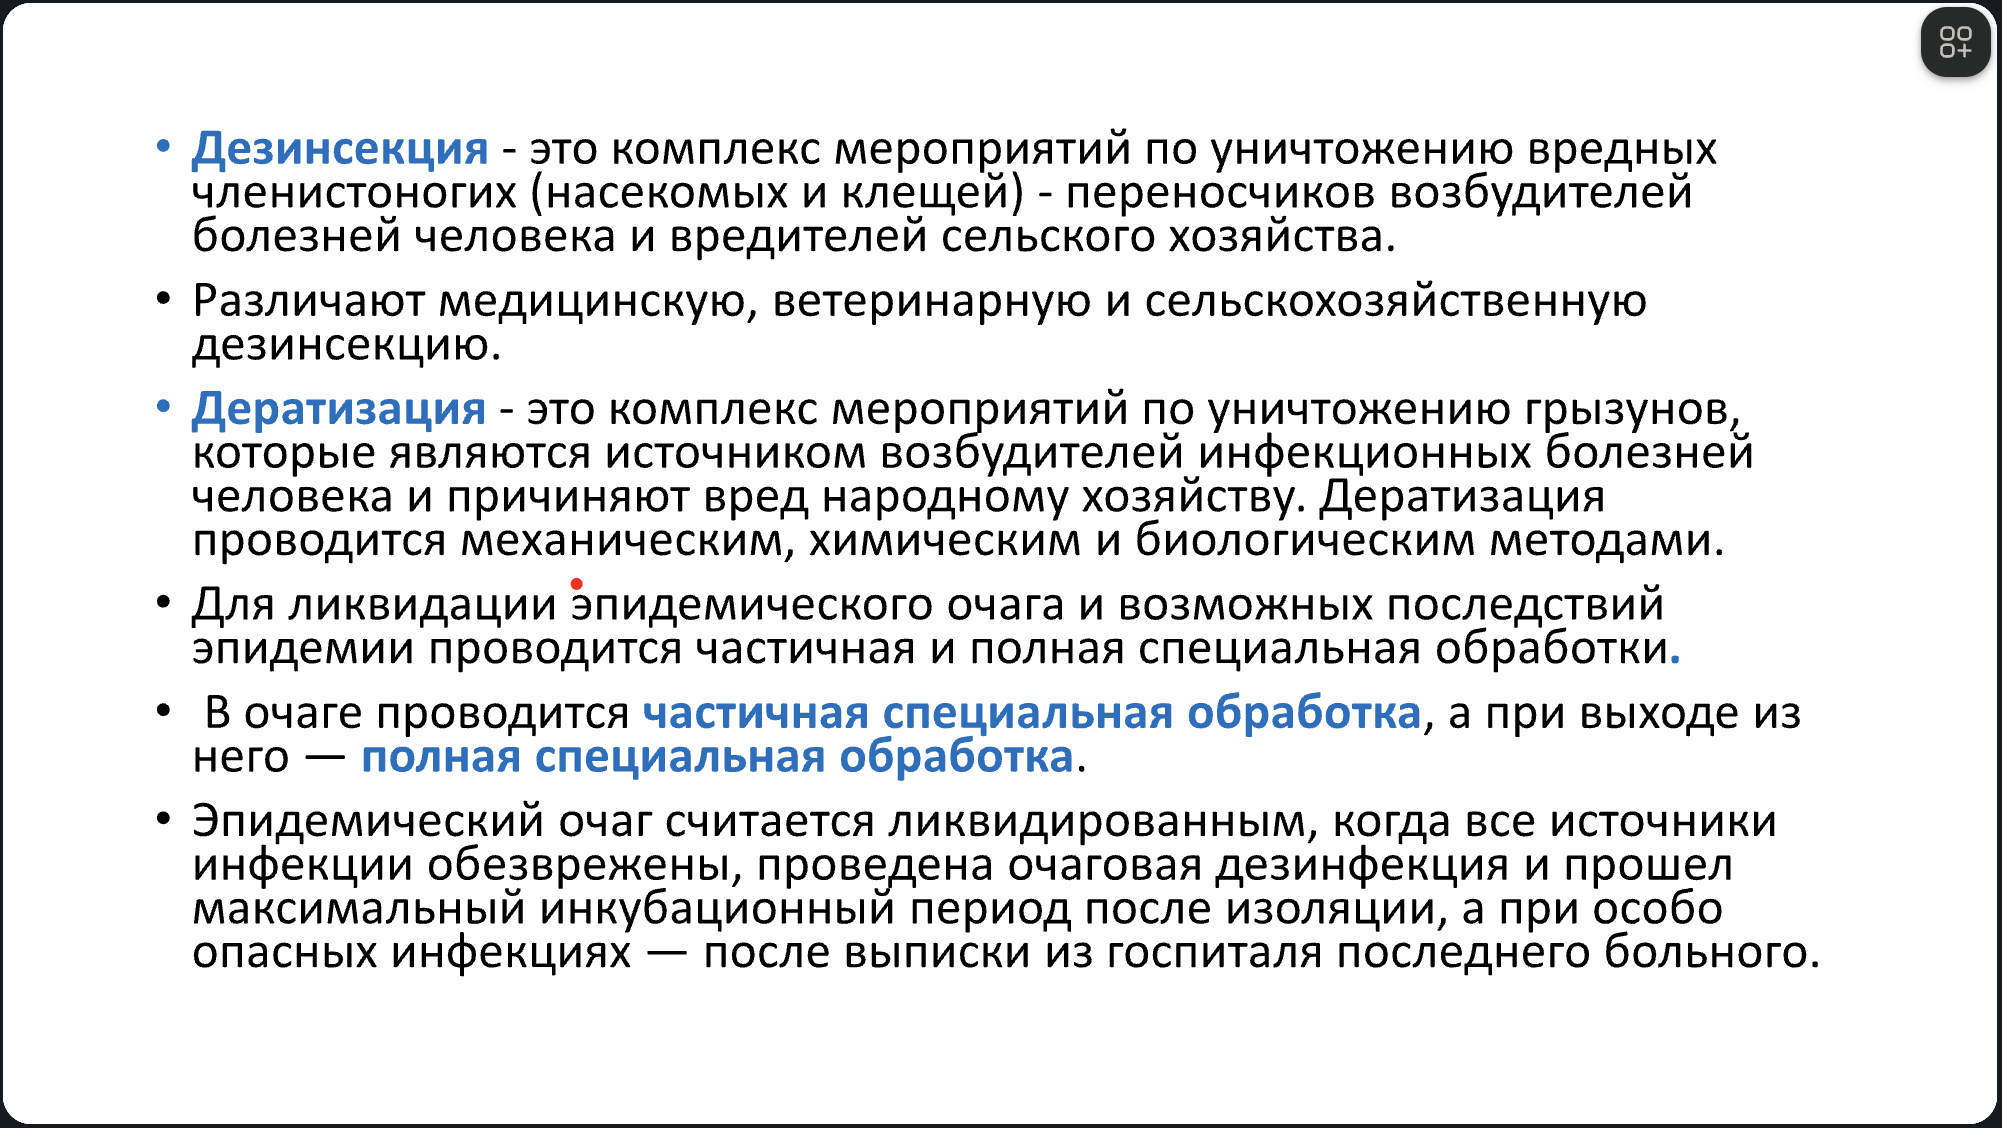 • Дезинсекция - это комплекс мероприятий по уничтожению вредных
членистоногих (насекомых и клещей) - переносчиков возбудителей
болезней человека и вредителей сельского хозяйства.
• Различают медицинскую, ветеринарную и сельскохозяйственную
дезинсекцию.
• Дератизация - это комплекс мероприятий по уничтожению грызунов,
которые являются источником возбудителей инфекционных болезней
человека и причиняют вред народному хозяйству. Дератизация
проводится механическим, химическим и биологическим методами.
• Для ликвидации эпидемического очага и возможных последствий
эпидемии проводится частичная и полная специальная обработки.
• В очаге проводится частичная специальная обработка, а при выходе из
него — полная специальная обработка.
• Эпидемический очаг считается ликвидированным, когда все источники
инфекции обезврежены, проведена очаговая дезинфекция и прошел
максимальный инкубационный период после изоляции, а при особо
опасных инфекциях — после выписки из госпиталя последнего больного.